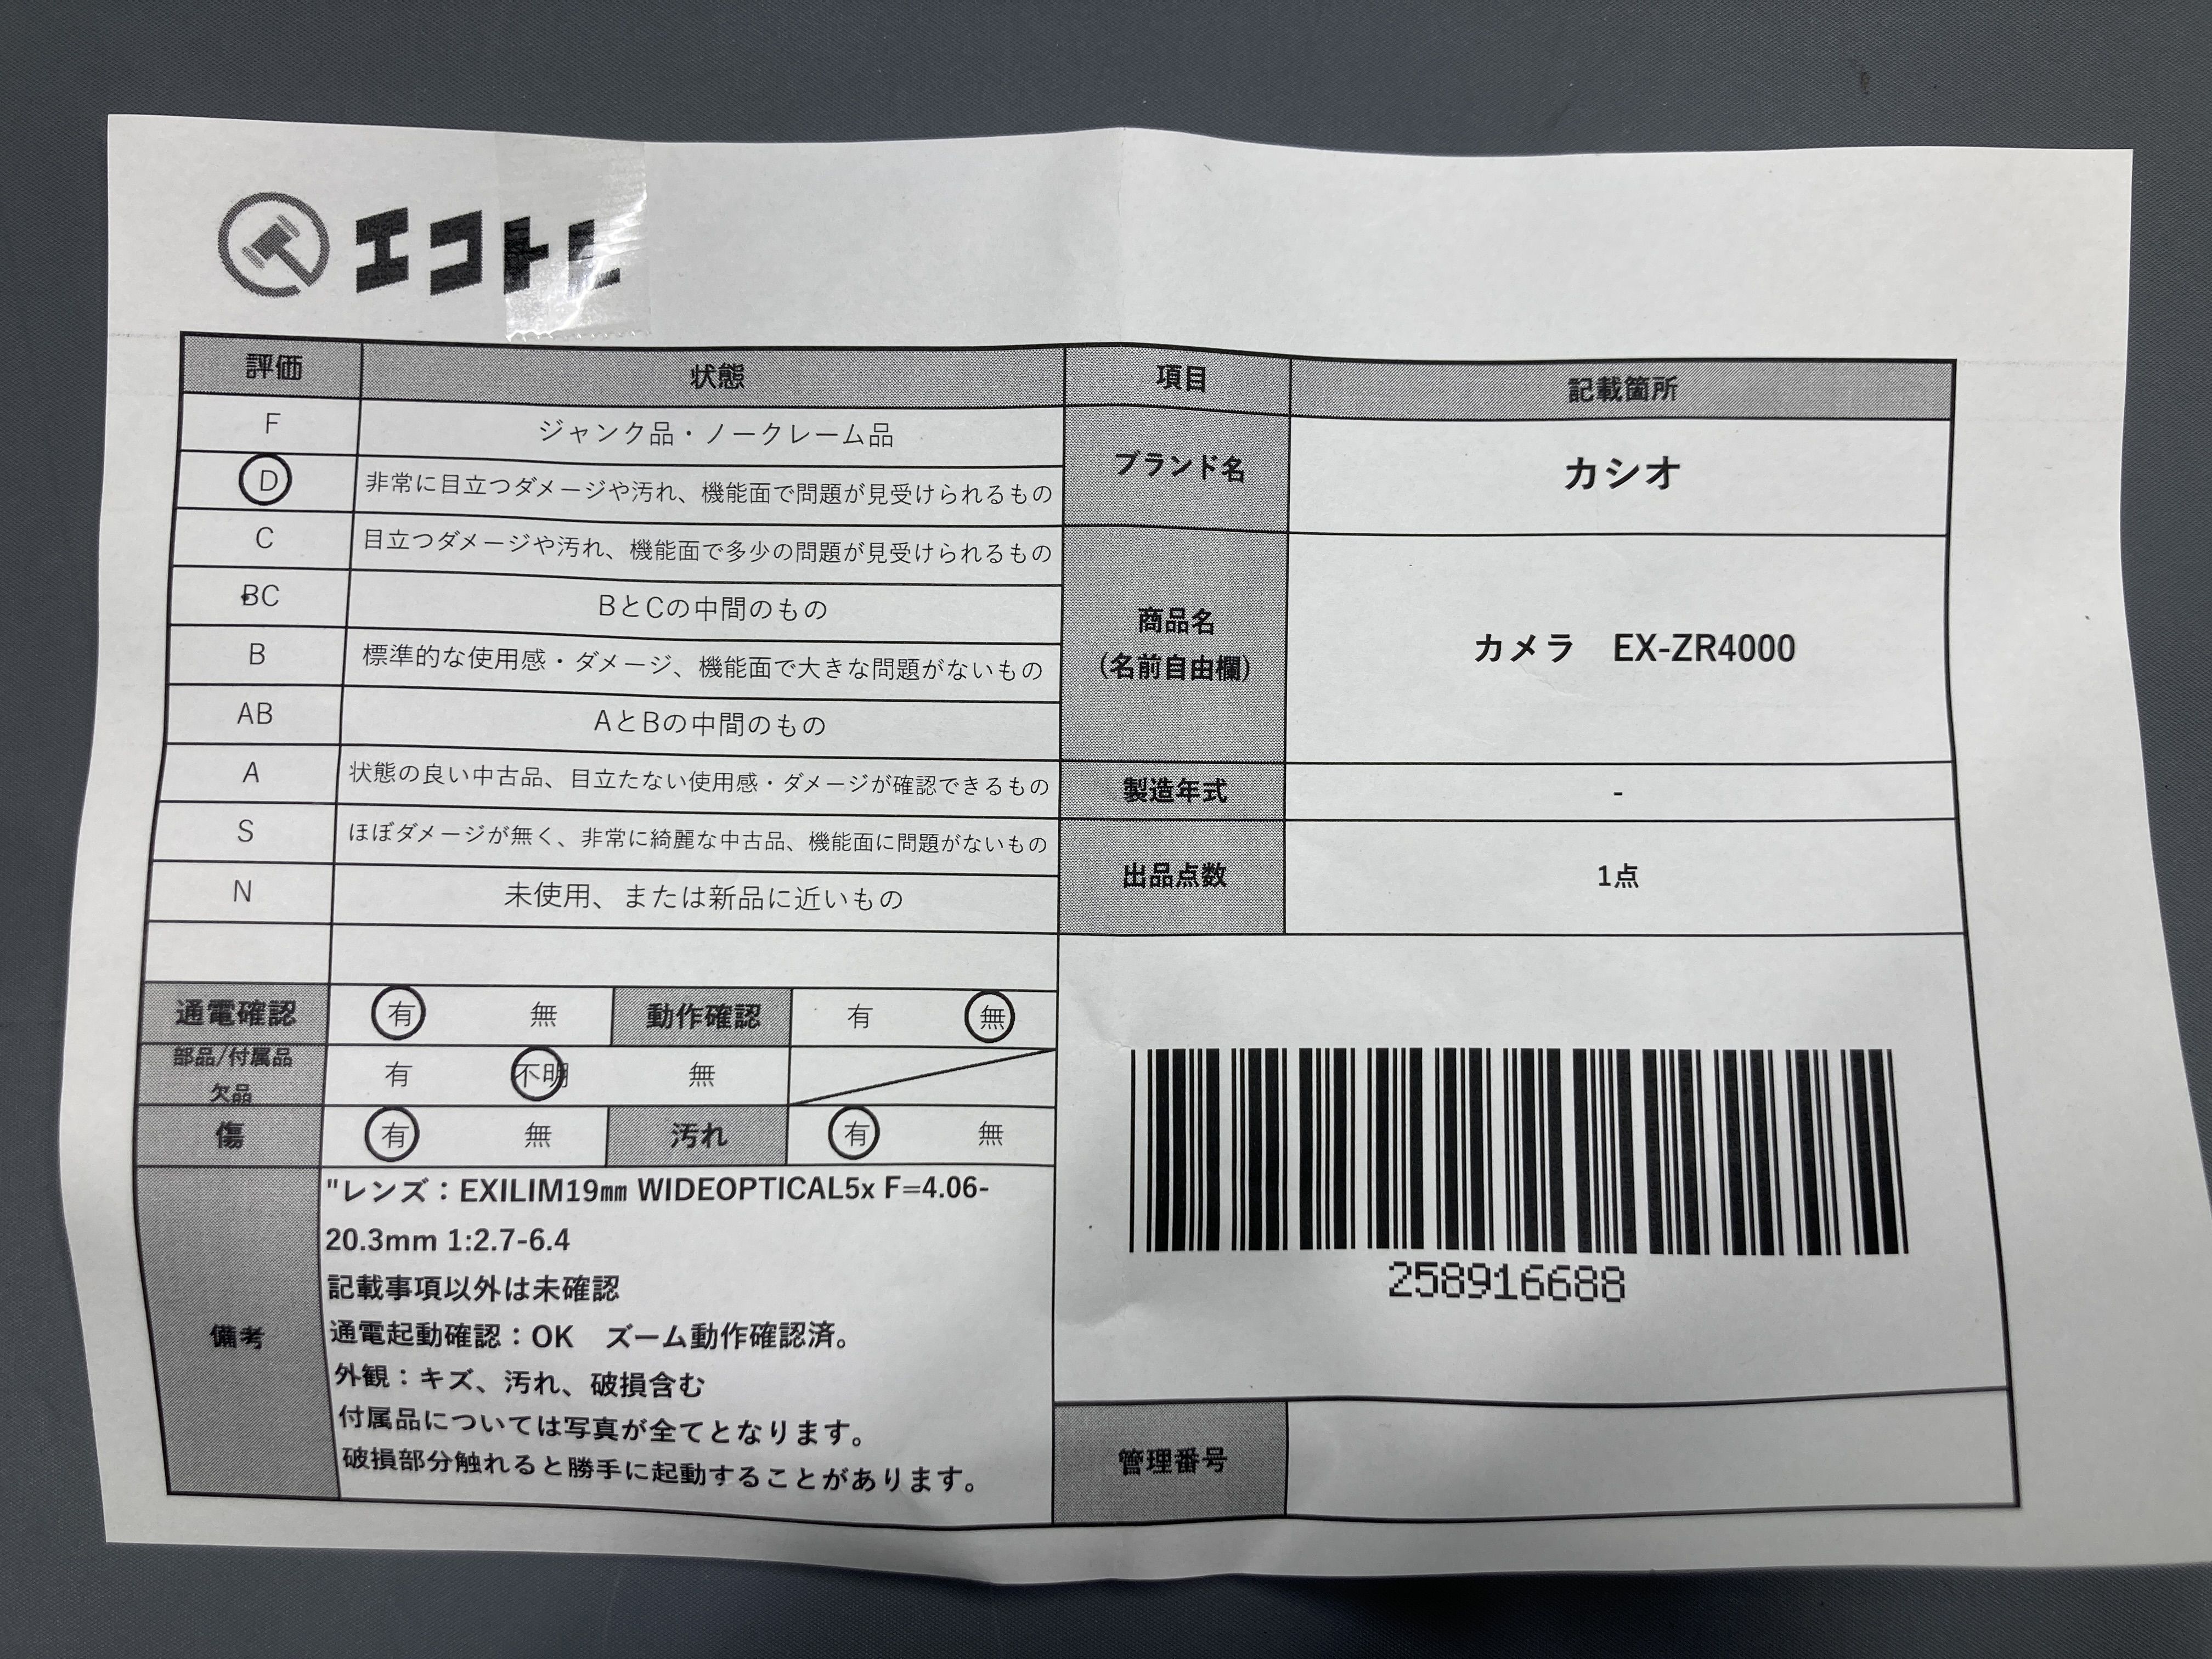 エコトレ
評価 状態 項目 記載箇所
F ジャンク品・ノークレーム品
D 非常に目立つダメージや汚れ、機能面で問題が見受けられるもの
C 目立つダメージや汚れ、機能面で多少の問題が見受けられるもの
BC BとCの中間のもの
B 標準的な使用感・ダメージ、機能面で大きな問題がないもの
AB AとBの中間のもの
A 状態の良い中古品、目立たない使用感・ダメージが確認できるもの
S ほぼダメージが無く、非常に綺麗な中古品、機能面に問題がないもの
N 未使用、または新品に近いもの
ブランド名 カシオ
商品名
(名前自由欄)
カメラ EX-ZR4000
製造年式 -
出品点数 1点
通電確認 有 無 動作確認 有 無
部品/付属品
欠品
有 不明 無
傷 有 無 汚れ 有 無
備考
"レンズ：EXILIM19㎜ WIDEOPTICAL5x F=4.06-
20.3mm 1:2.7-6.4
記載事項以外は未確認
通電起動確認：OK ズーム動作確認済。
外観：キズ、汚れ、破損含む
付属品については写真が全てとなります。
破損部分触れると勝手に起動することがあります。
258916688
管理番号